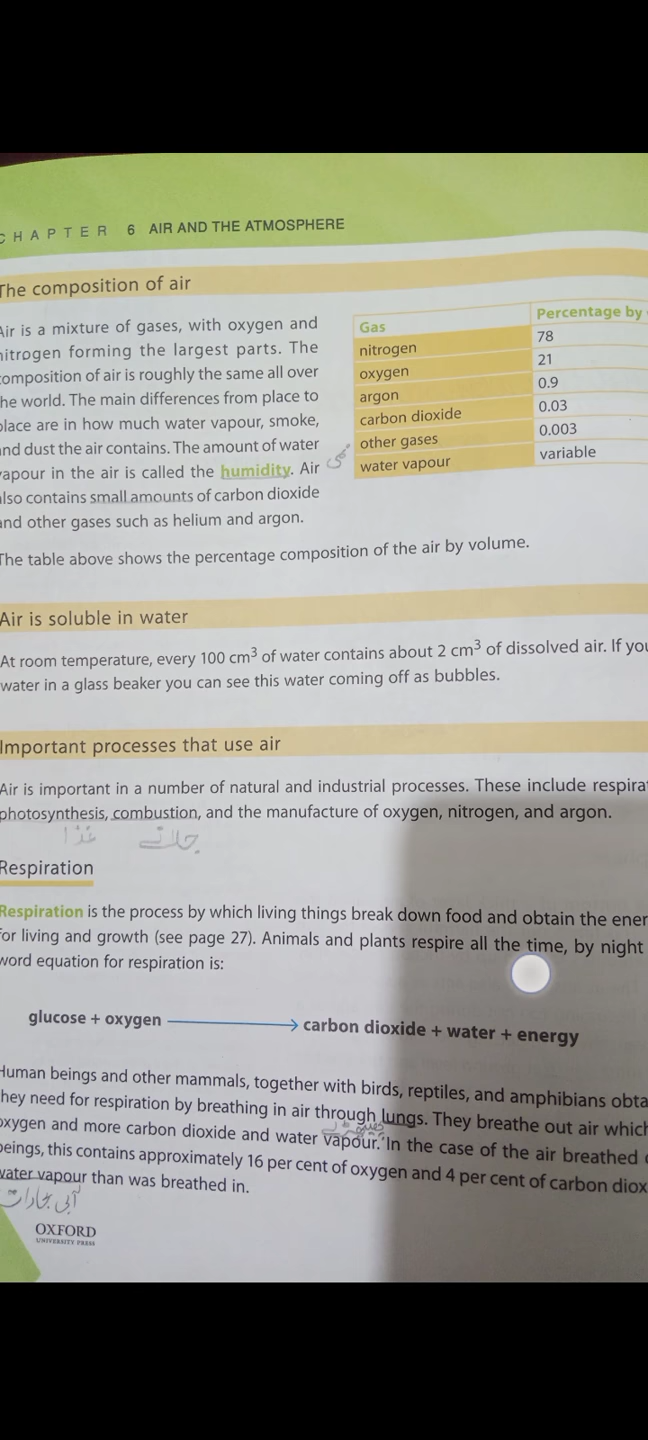 CHAPTER 6 AIR AND THE ATMOSPHERE
The composition of air
Air is a mixture of gases, with oxygen and
nitrogen forming the largest parts. The
composition of air is roughly the same all over
the world. The main differences from place to
place are in how much water vapour, smoke,
and dust the air contains. The amount of water
vapour in the air is called the humidity. Air
also contains small amounts of carbon dioxide
and other gases such as helium and argon.
Gas Percentage by
nitrogen 78
oxygen 21
argon 0.9
carbon dioxide 0.03
other gases 0.003
water vapour variable
نمی
The table above shows the percentage composition of the air by volume.
Air is soluble in water
At room temperature, every 100 cm³ of water contains about 2 cm³ of dissolved air. If you
water in a glass beaker you can see this water coming off as bubbles.
Important processes that use air
Air is important in a number of natural and industrial processes. These include respirat
photosynthesis, combustion, and the manufacture of oxygen, nitrogen, and argon.
غذا جلانے
Respiration
Respiration is the process by which living things break down food and obtain the ener
for living and growth (see page 27). Animals and plants respire all the time, by night
word equation for respiration is:
glucose + oxygen → carbon dioxide + water + energy
Human beings and other mammals, together with birds, reptiles, and amphibians obta
they need for respiration by breathing in air through lungs. They breathe out air which
oxygen and more carbon dioxide and water vapour. In the case of the air breathed
beings, this contains approximately 16 per cent of oxygen and 4 per cent of carbon diox
water vapour than was breathed in.
آبی بخارات
OXFORD
UNIVERSITY PRESS